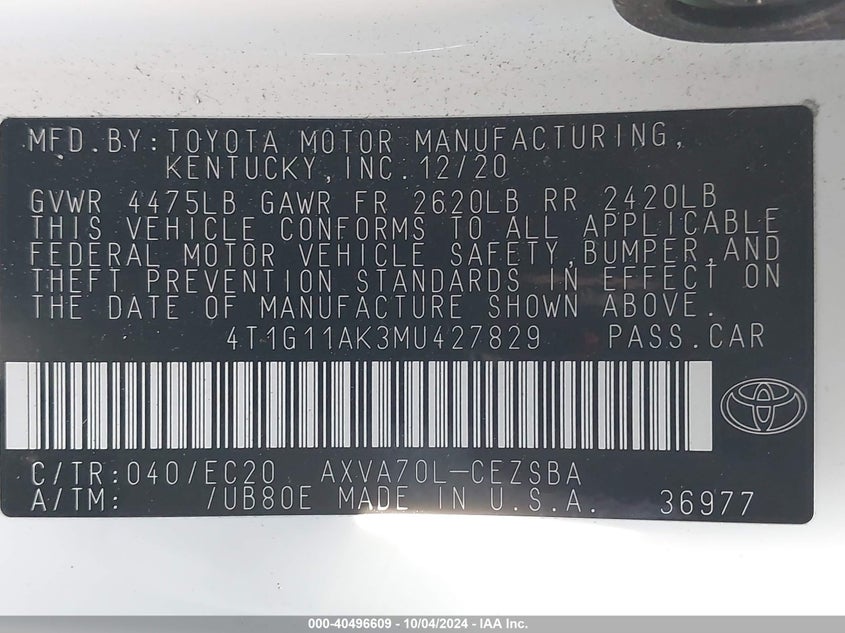 MFD.BY:TOYOTA MOTOR MANUFACTURING,
KENTUCKY,INC.12/20
GVWR 4475LB GAWR FR 2620LB RR 2420LB
THIS VEHICLE CONFORMS TO ALL APPLICABLE
FEDERAL MOTOR VEHICLE SAFETY,BUMPER,AND
THEFT PREVENTION STANDARDS IN EFFECT ON
THE DATE OF MANUFACTURE SHOWN ABOVE.
4T1G11AK3MU427829 PASS.CAR
C/TR:040/EC20 AXVA70L-CEZSBA
A/TM: /UB80E MADE IN U.S.A. 36977
000-40496609 - 10/04/2024 - IAA Inc.